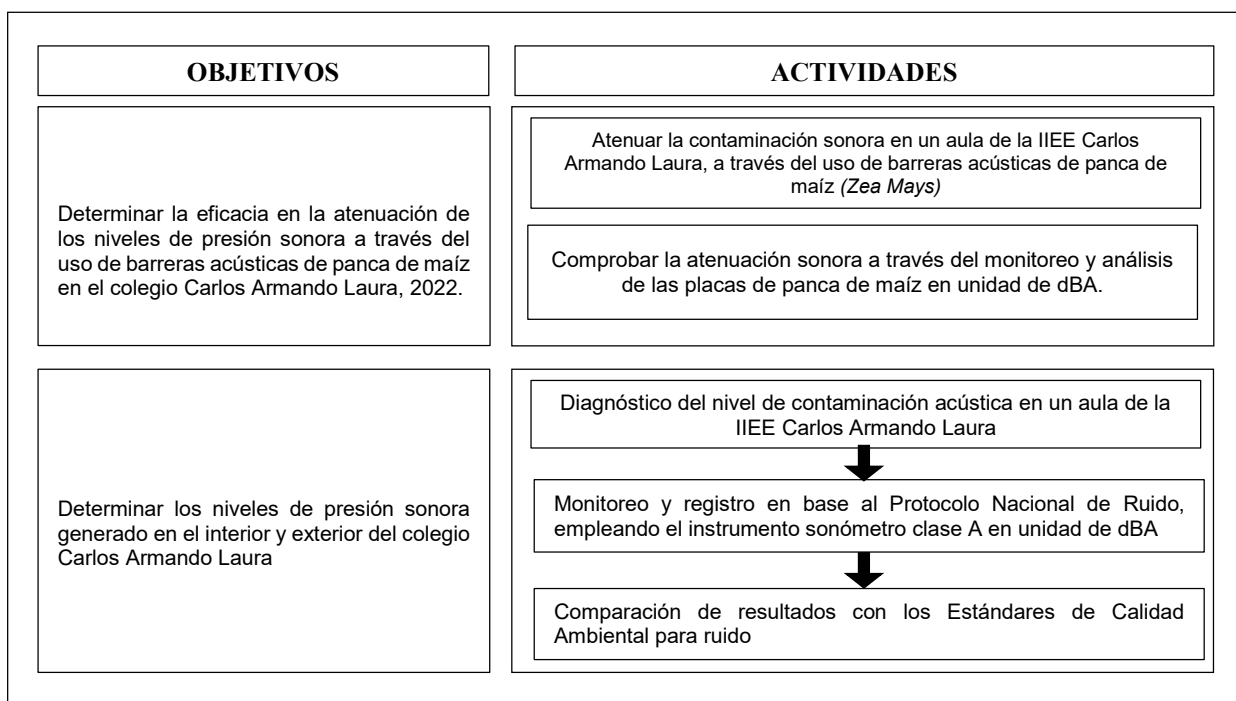 OBJETIVOS
ACTIVIDADES
Determinar la eficacia en la atenuación de
los niveles de presión sonora a través del
uso de barreras acústicas de panca de maíz
en el colegio Carlos Armando Laura, 2022.
Atenuar la contaminación sonora en un aula de la IIEE Carlos
Armando Laura, a través del uso de barreras acústicas de panca de
maíz (Zea Mays)
Comprobar la atenuación sonora a través del monitoreo y análisis
de las placas de panca de maíz en unidad de dBA.
Determinar los niveles de presión sonora
generado en el interior y exterior del colegio
Carlos Armando Laura
Diagnóstico del nivel de contaminación acústica en un aula de la
IIEE Carlos Armando Laura
Monitoreo y registro en base al Protocolo Nacional de Ruido,
empleando el instrumento sonómetro clase A en unidad de dBA
Comparación de resultados con los Estándares de Calidad
Ambiental para ruido